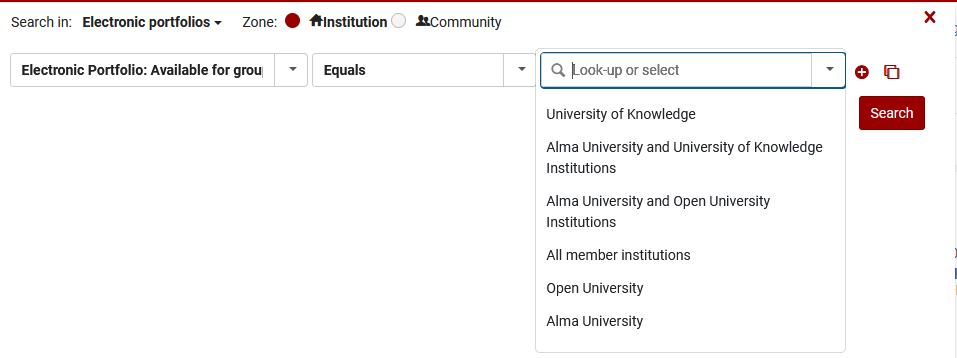 Search in: Electronic portfolios Zone: Institution Community
Electronic Portfolio: Available for grou Equals Look-up or select
University of Knowledge
Search
Alma University and University of Knowledge
Institutions
Alma University and Open University
Institutions
All member institutions
Open University
Alma University